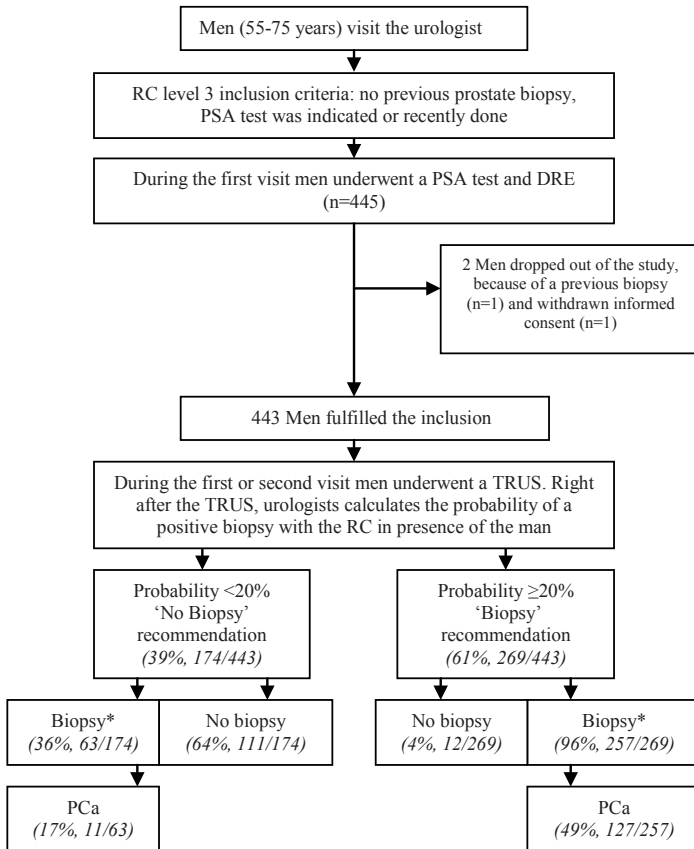 Men (55-75 years) visit the urologist
RC level 3 inclusion criteria: no previous prostate biopsy,
PSA test was indicated or recently done
During the first visit men underwent a PSA test and DRE
(n=445)
2 Men dropped out of the study,
because of a previous biopsy
(n=1) and withdrawn informed
consent (n=1)
443 Men fulfilled the inclusion
During the first or second visit men underwent a TRUS. Right
after the TRUS, urologists calculates the probability of a
positive biopsy with the RC in presence of the man
Probability <20%
‘No Biopsy’
recommendation
(39%, 174/443)
Probability ≥20%
‘Biopsy’
recommendation
(61%, 269/443)
Biopsy*
(36%, 63/174)
No biopsy
(64%, 111/174)
No biopsy
(4%, 12/269)
Biopsy*
(96%, 257/269)
PCa
(17%, 11/63)
PCa
(49%, 127/257)